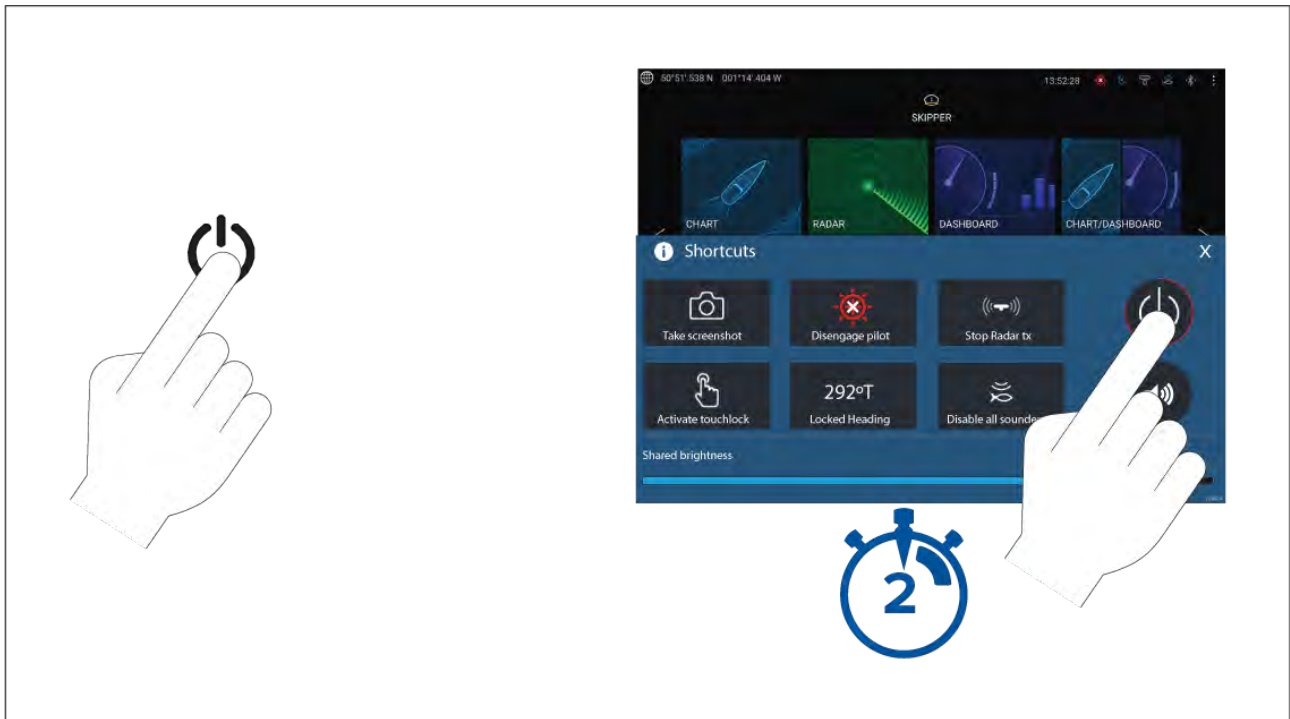 50°51'.538 N 001°14'.404 W
13:52:28
SKIPPER
CHART
RADAR
DASHBOARD
CHART/DASHBOARD
Shortcuts
X
Take screenshot
Disengage pilot
Stop Radar tx
Activate touchlock
292°T
Locked Heading
Disable all
Shared brightness
2